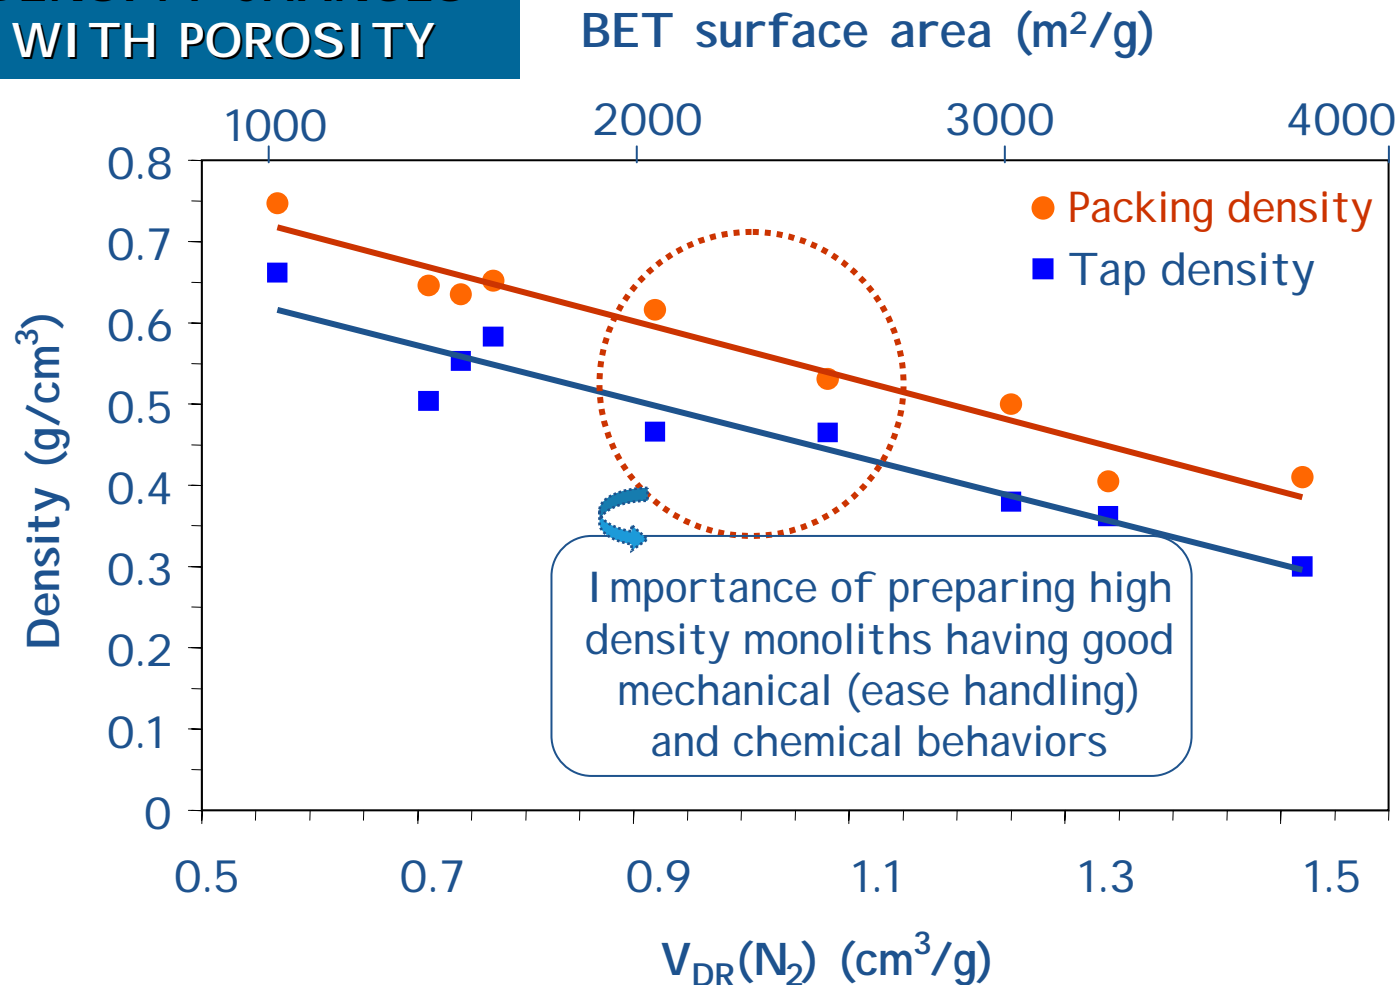 WITH POROSITY
BET surface area (m²/g)
1000 2000 3000 4000
0.8
0.7
0.6
0.5
0.4
0.3
0.2
0.1
0
Density (g/cm³)
Packing density
Tap density
Importance of preparing high
density monoliths having good
mechanical (ease handling)
and chemical behaviors
0.5 0.7 0.9 1.1 1.3 1.5
V_DR(N₂) (cm³/g)